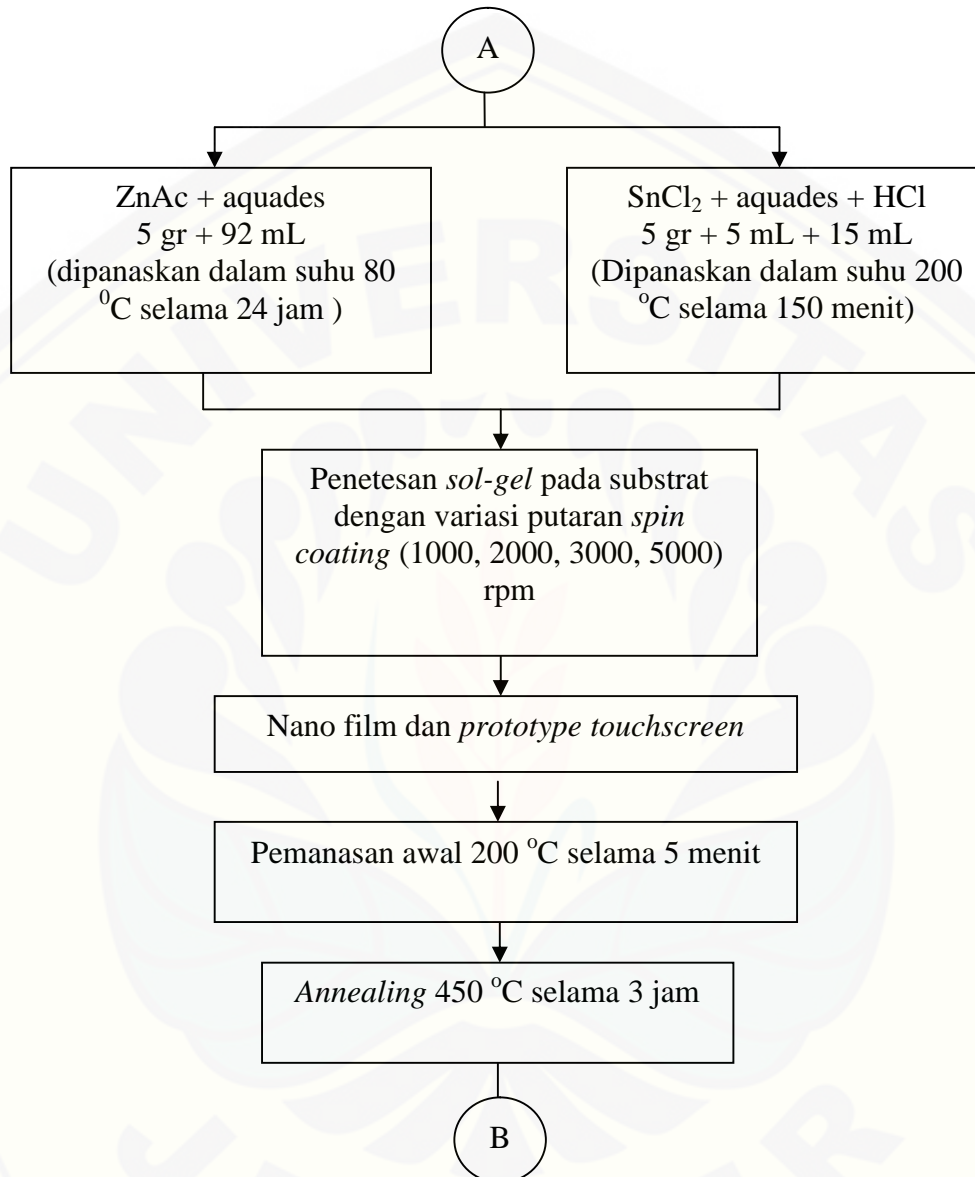 A
ZnAc + aquades
5 gr + 92 mL
(dipanaskan dalam suhu 80
⁰C selama 24 jam )
SnCl₂ + aquades + HCl
5 gr + 5 mL + 15 mL
(Dipanaskan dalam suhu 200
ᵒC selama 150 menit)
Penetesan sol-gel pada substrat
dengan variasi putaran spin
coating (1000, 2000, 3000, 5000)
rpm
Nano film dan prototype touchscreen
Pemanasan awal 200 ᵒC selama 5 menit
Annealing 450 ᵒC selama 3 jam
B
UNIVERSITAS